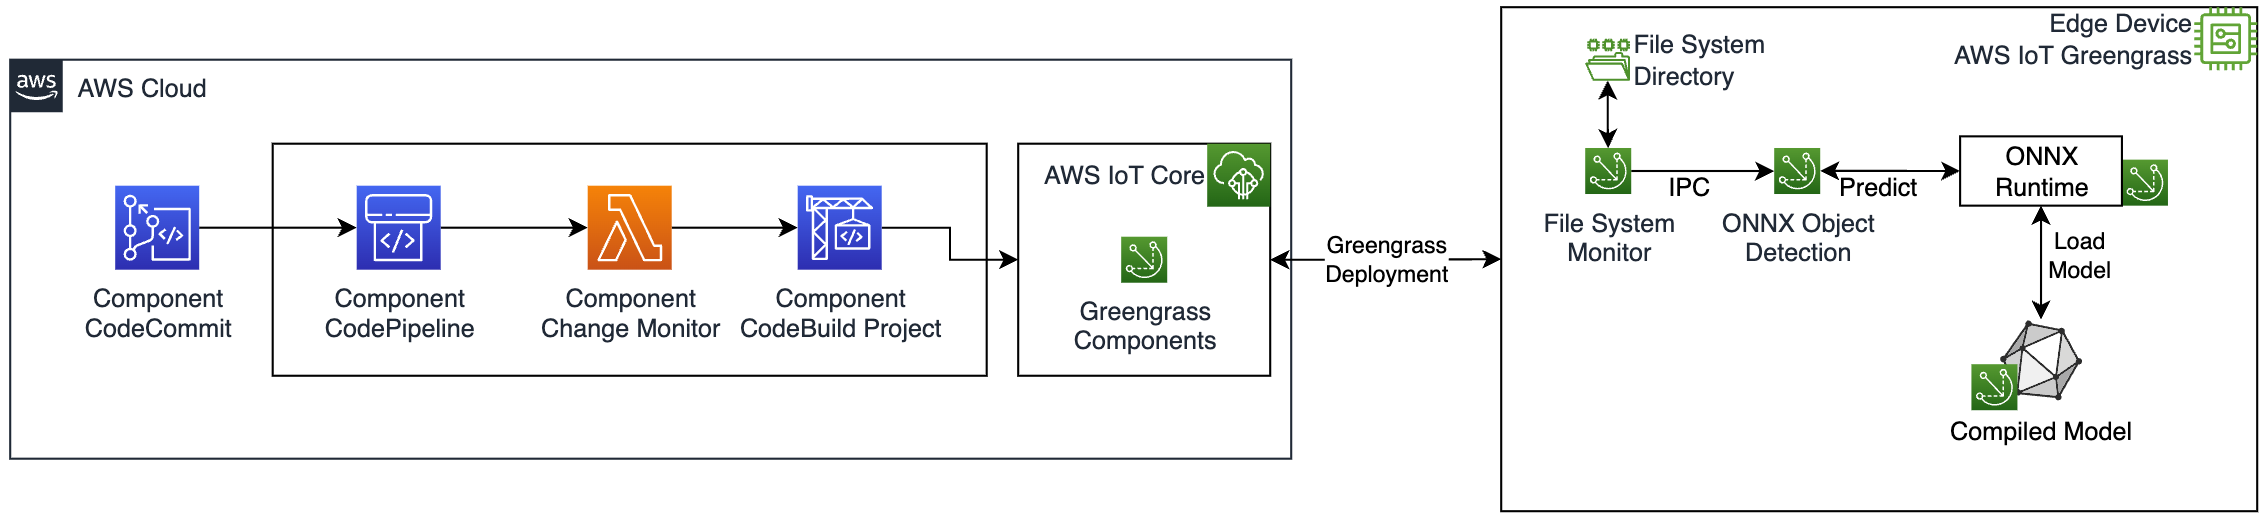 aws
AWS Cloud
Component
CodeCommit
Component
CodePipeline
Component
Change Monitor
Component
CodeBuild Project
AWS IoT Core
Greengrass
Components
Greengrass
Deployment
Edge Device
AWS IoT Greengrass
File System
Directory
File System
Monitor
IPC
ONNX Object
Detection
Predict
ONNX
Runtime
Load
Model
Compiled Model